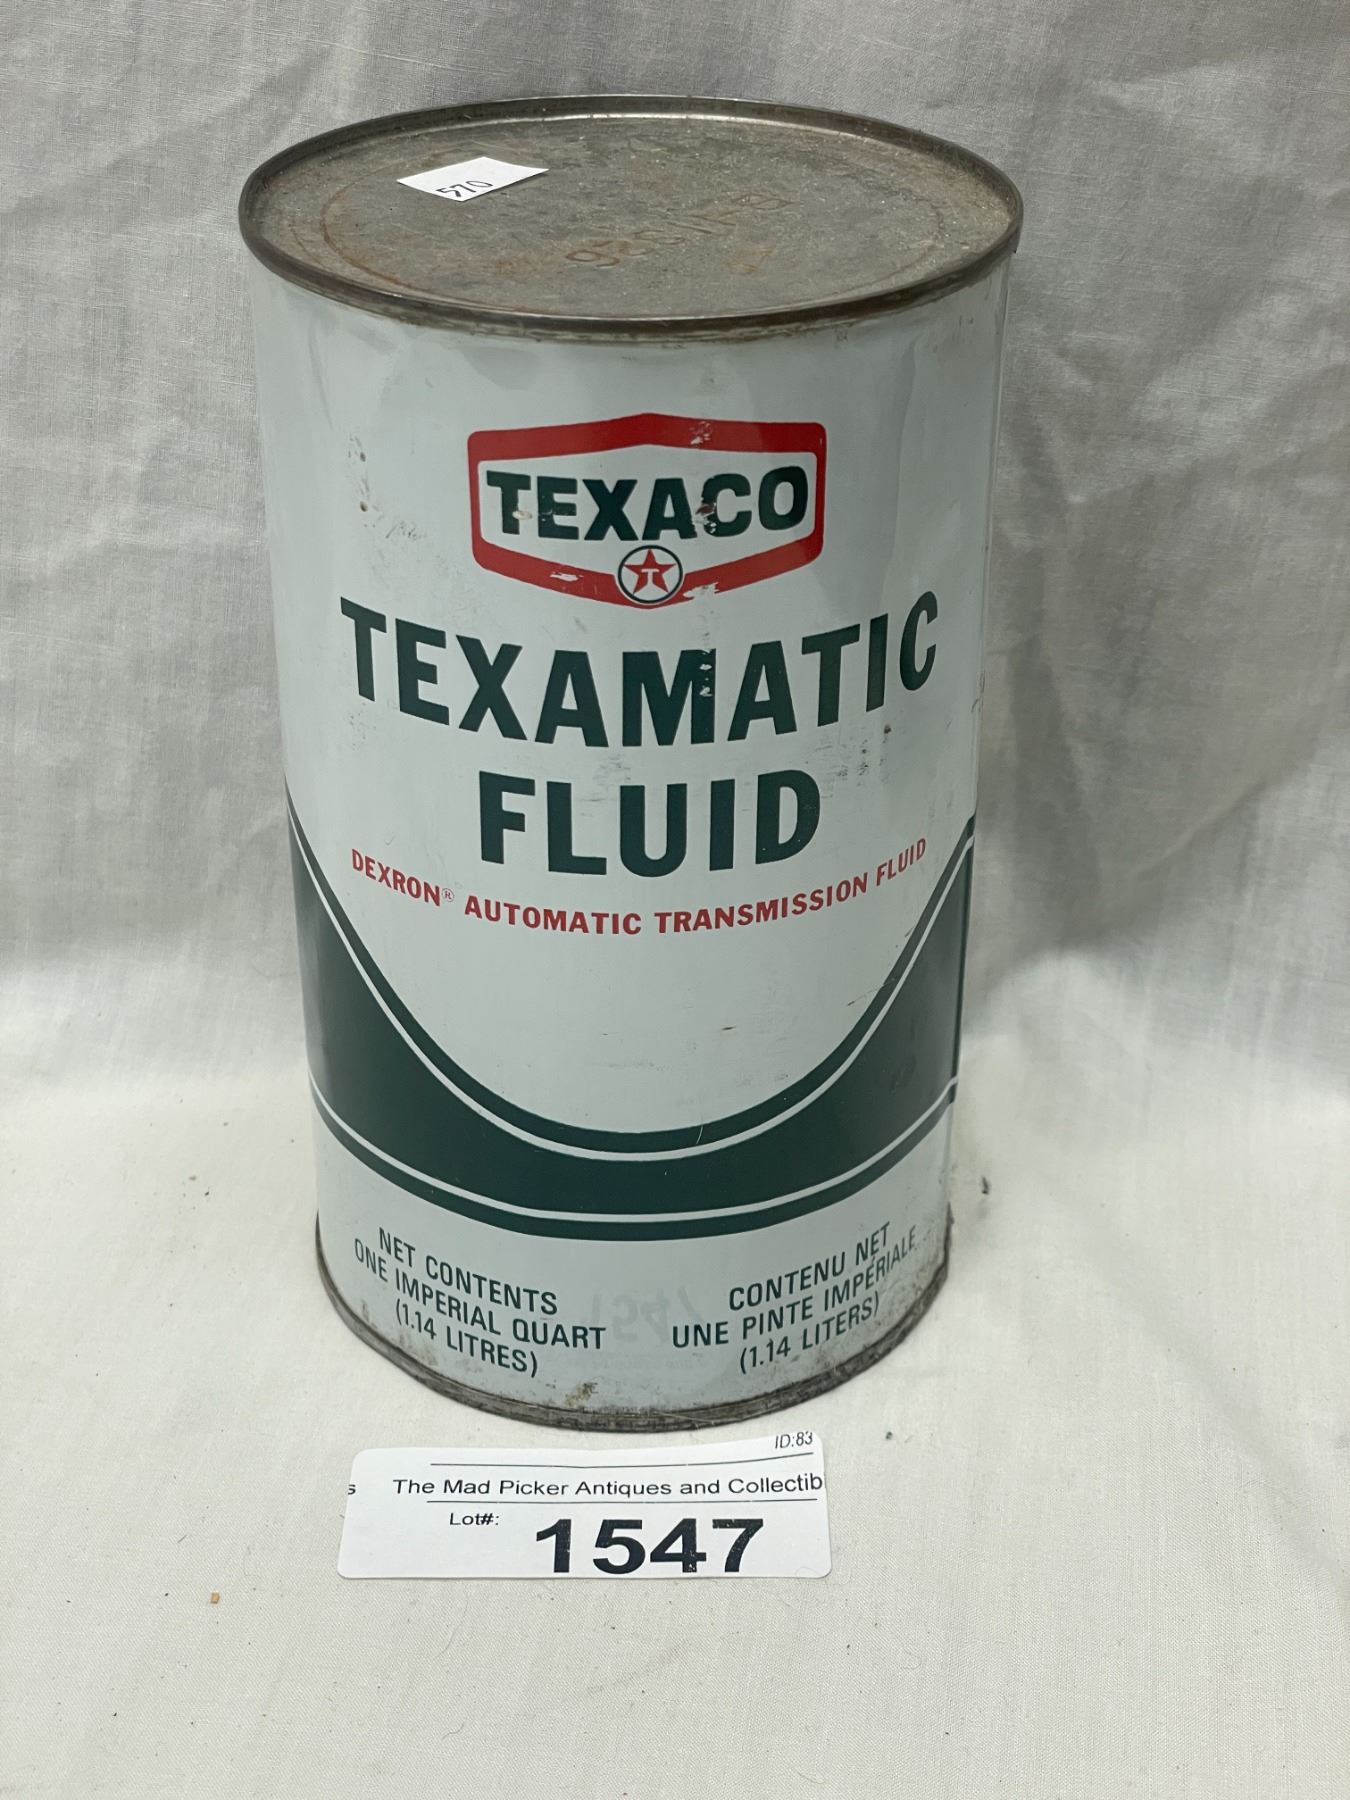 570
TEXACO
T
TEXAMATIC
FLUID
DEXRON® AUTOMATIC TRANSMISSION FLUID
NET CONTENTS
ONE IMPERIAL QUART
(1.14 LITRES)
CONTENU NET
UNE PINTE IMPÉRIALE
(1.14 LITERS)
ID:83
s The Mad Picker Antiques and Collectib
Lot#: 1547